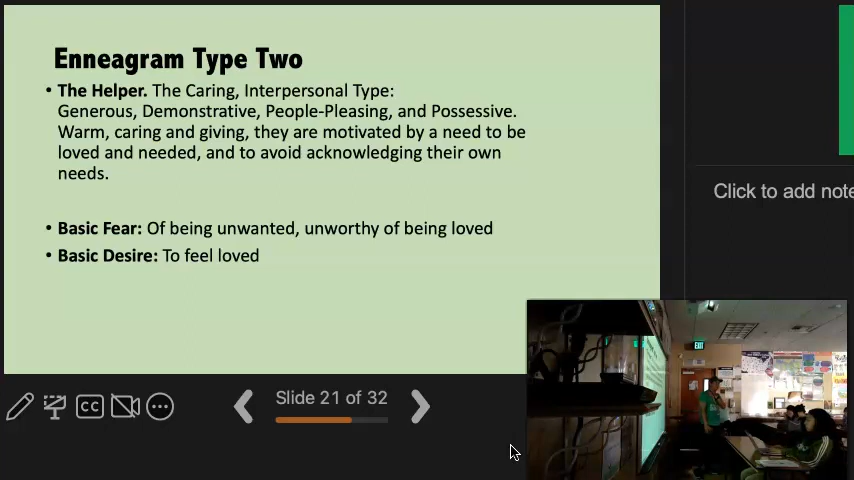 Enneagram Type Two
• The Helper. The Caring, Interpersonal Type:
Generous, Demonstrative, People-Pleasing, and Possessive.
Warm, caring and giving, they are motivated by a need to be
loved and needed, and to avoid acknowledging their own
needs.
• Basic Fear: Of being unwanted, unworthy of being loved
• Basic Desire: To feel loved
Click to add note
CC
Slide 21 of 32
EXIT